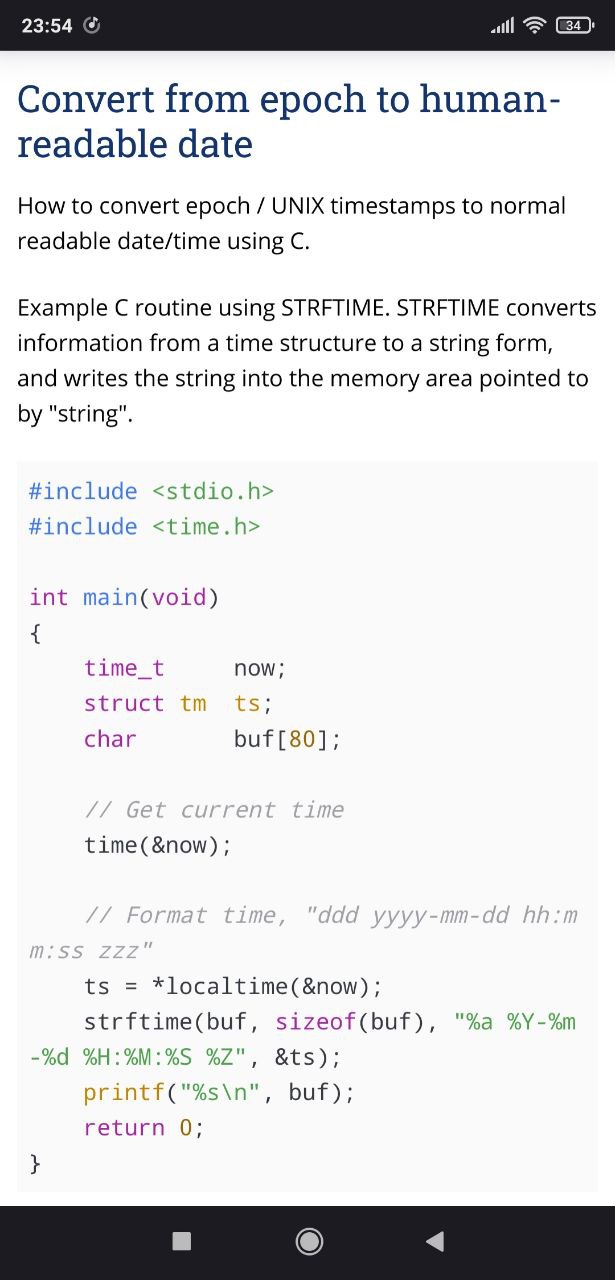 23:54
34
Convert from epoch to human-
readable date
How to convert epoch / UNIX timestamps to normal
readable date/time using C.
Example C routine using STRFTIME. STRFTIME converts
information from a time structure to a string form,
and writes the string into the memory area pointed to
by "string".
#include <stdio.h>
#include <time.h>
int main(void)
{
    time_t     now;
    struct tm  ts;
    char       buf[80];
    // Get current time
    time(&now);
    // Format time, "ddd yyyy-mm-dd hh:m
m:ss zzz"
    ts = *localtime(&now);
    strftime(buf, sizeof(buf), "%a %Y-%m
-%d %H:%M:%S %Z", &ts);
    printf("%s\n", buf);
    return 0;
}